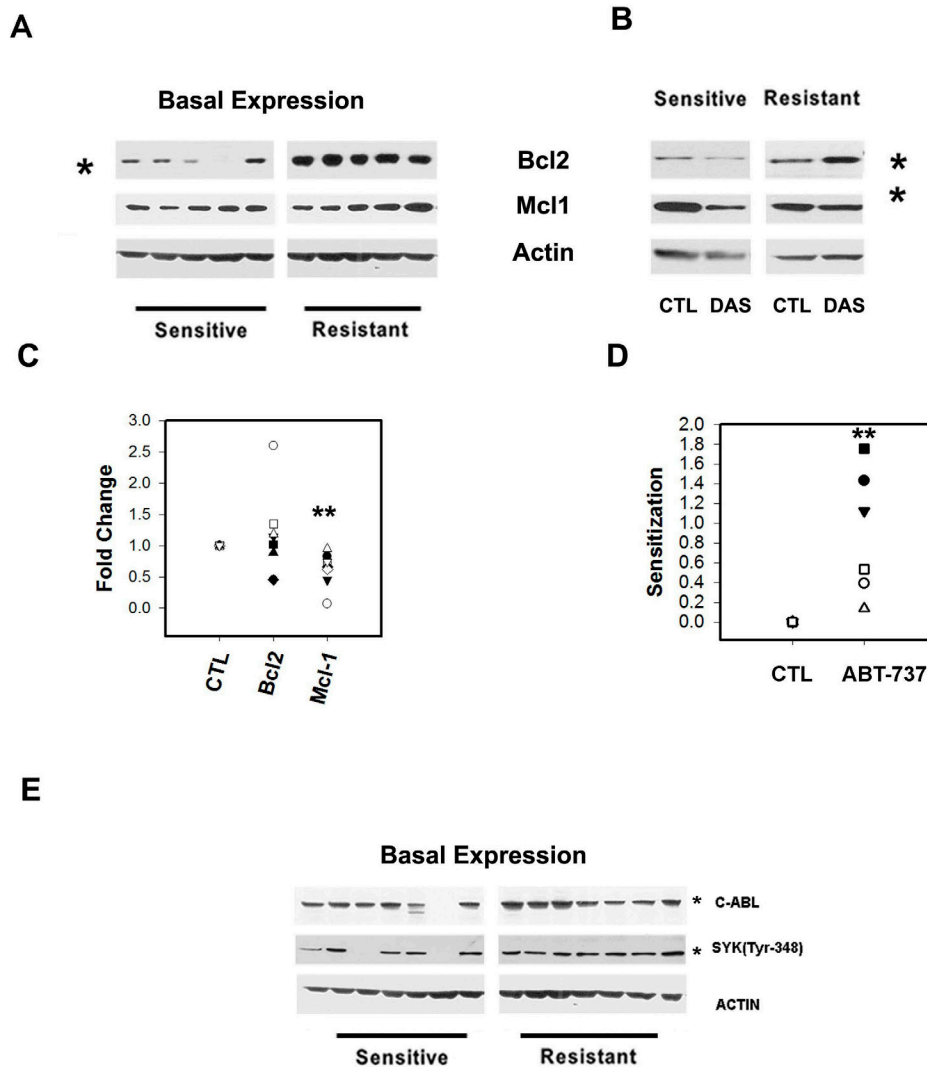 A
B
Basal Expression
Sensitive Resistant
* Bcl2 *
Mcl1 *
Actin
CTL DAS CTL DAS
Sensitive Resistant
C
D
Fold Change
3.0
2.5
2.0
1.5
1.0
0.5
0.0
**
CTL
Bcl2
Mcl-1
Sensitization
2.0
1.8
1.6
1.4
1.2
1.0
0.8
0.6
0.4
0.2
0.0
**
CTL ABT-737
E
Basal Expression
* C-ABL
* SYK(Tyr-348)
ACTIN
Sensitive Resistant